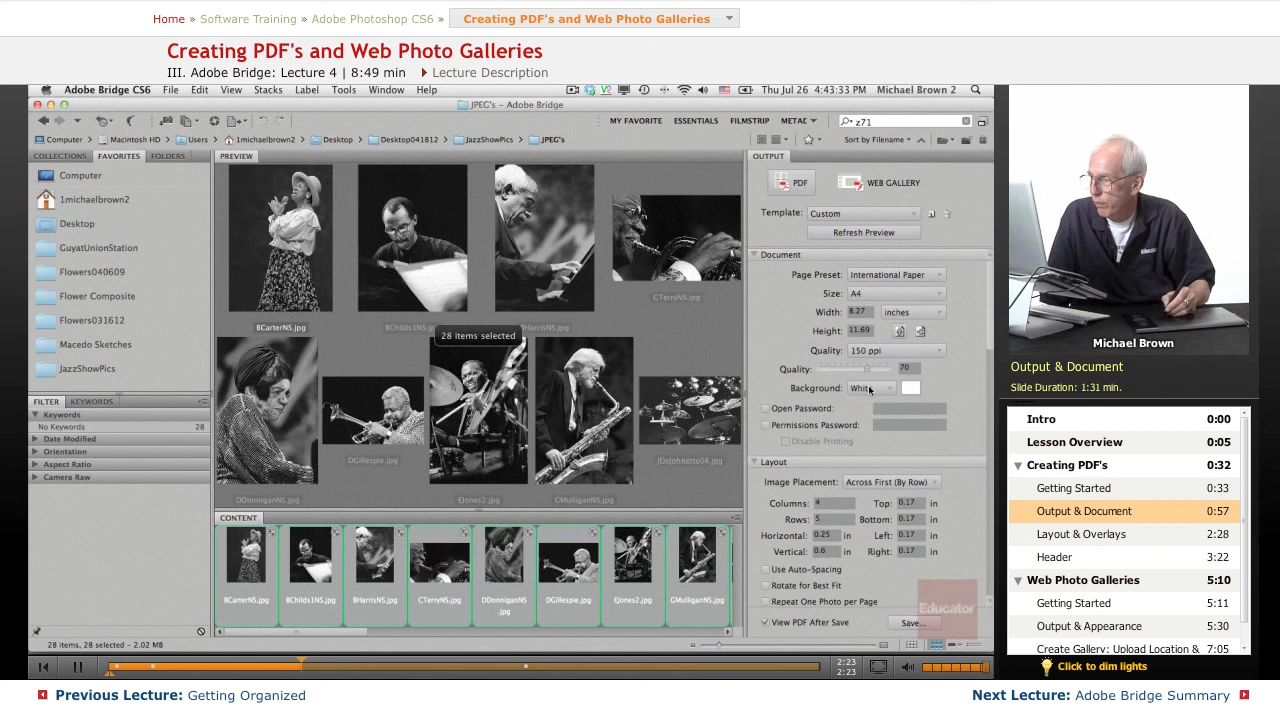 Home » Software Training » Adobe Photoshop CS6 » Creating PDF's and Web Photo Galleries
Creating PDF's and Web Photo Galleries
III. Adobe Bridge: Lecture 4 | 8:49 min Lecture Description
Adobe Bridge CS6 File Edit View Stacks Label Tools Window Help Thu Jul 26 4:43:33 PM Michael Brown 2
JPEG's – Adobe Bridge
MY FAVORITE ESSENTIALS FILMSTRIP METAE z71
Computer Macintosh HD Users 1michaelbrown2 Desktop Desktop041812 JazzShowPics JPEG's Sort by Filename
COLLECTIONS FAVORITES FOLDERS
Computer
1michaelbrown2
Desktop
GuyatUnionStation
Flowers040609
Flower Composite
Flowers031612
Macedo Sketches
JazzShowPics
FILTER KEYWORDS
Keywords
No Keywords 28
Date Modified
Orientation
Aspect Ratio
Camera Raw
PREVIEW
BCarterNS.jpg BChilds1NS.jpg BHarrisNS.jpg CTerryNS.jpg
28 items selected
DDonniganNS.jpg DGillespie.jpg EJones2.jpg GMulliganNS.jpg JDeJohnette04.jpg
CONTENT
BCarterNS.jpg BChilds1NS.jpg BHarrisNS.jpg CTerryNS.jpg DDonniganNS.jpg DGillespie.jpg EJones2.jpg GMulliganNS.jpg
28 items, 28 selected – 2.02 MB
OUTPUT
PDF WEB GALLERY
Template: Custom
Refresh Preview
Document
Page Preset: International Paper
Size: A4
Width: 8.27 inches
Height: 11.69
Quality: 150 ppi
Quality: 70
Background: White
Open Password:
Permissions Password:
Disable Printing
Layout
Image Placement: Across First (By Row)
Columns: 4 Top: 0.17 in
Rows: 5 Bottom: 0.17 in
Horizontal: 0.25 in Left: 0.17 in
Vertical: 0.6 in Right: 0.17 in
Use Auto-Spacing
Rotate for Best Fit
Repeat One Photo per Page
Educator
View PDF After Save Save...
2:23
2:23
Michael Brown
Output & Document
Slide Duration: 1:31 min.
Intro 0:00
Lesson Overview 0:05
Creating PDF's 0:32
Getting Started 0:33
Output & Document 0:57
Layout & Overlays 2:28
Header 3:22
Web Photo Galleries 5:10
Getting Started 5:11
Output & Appearance 5:30
Create Gallery: Upload Location & 7:05
Click to dim lights
Previous Lecture: Getting Organized
Next Lecture: Adobe Bridge Summary